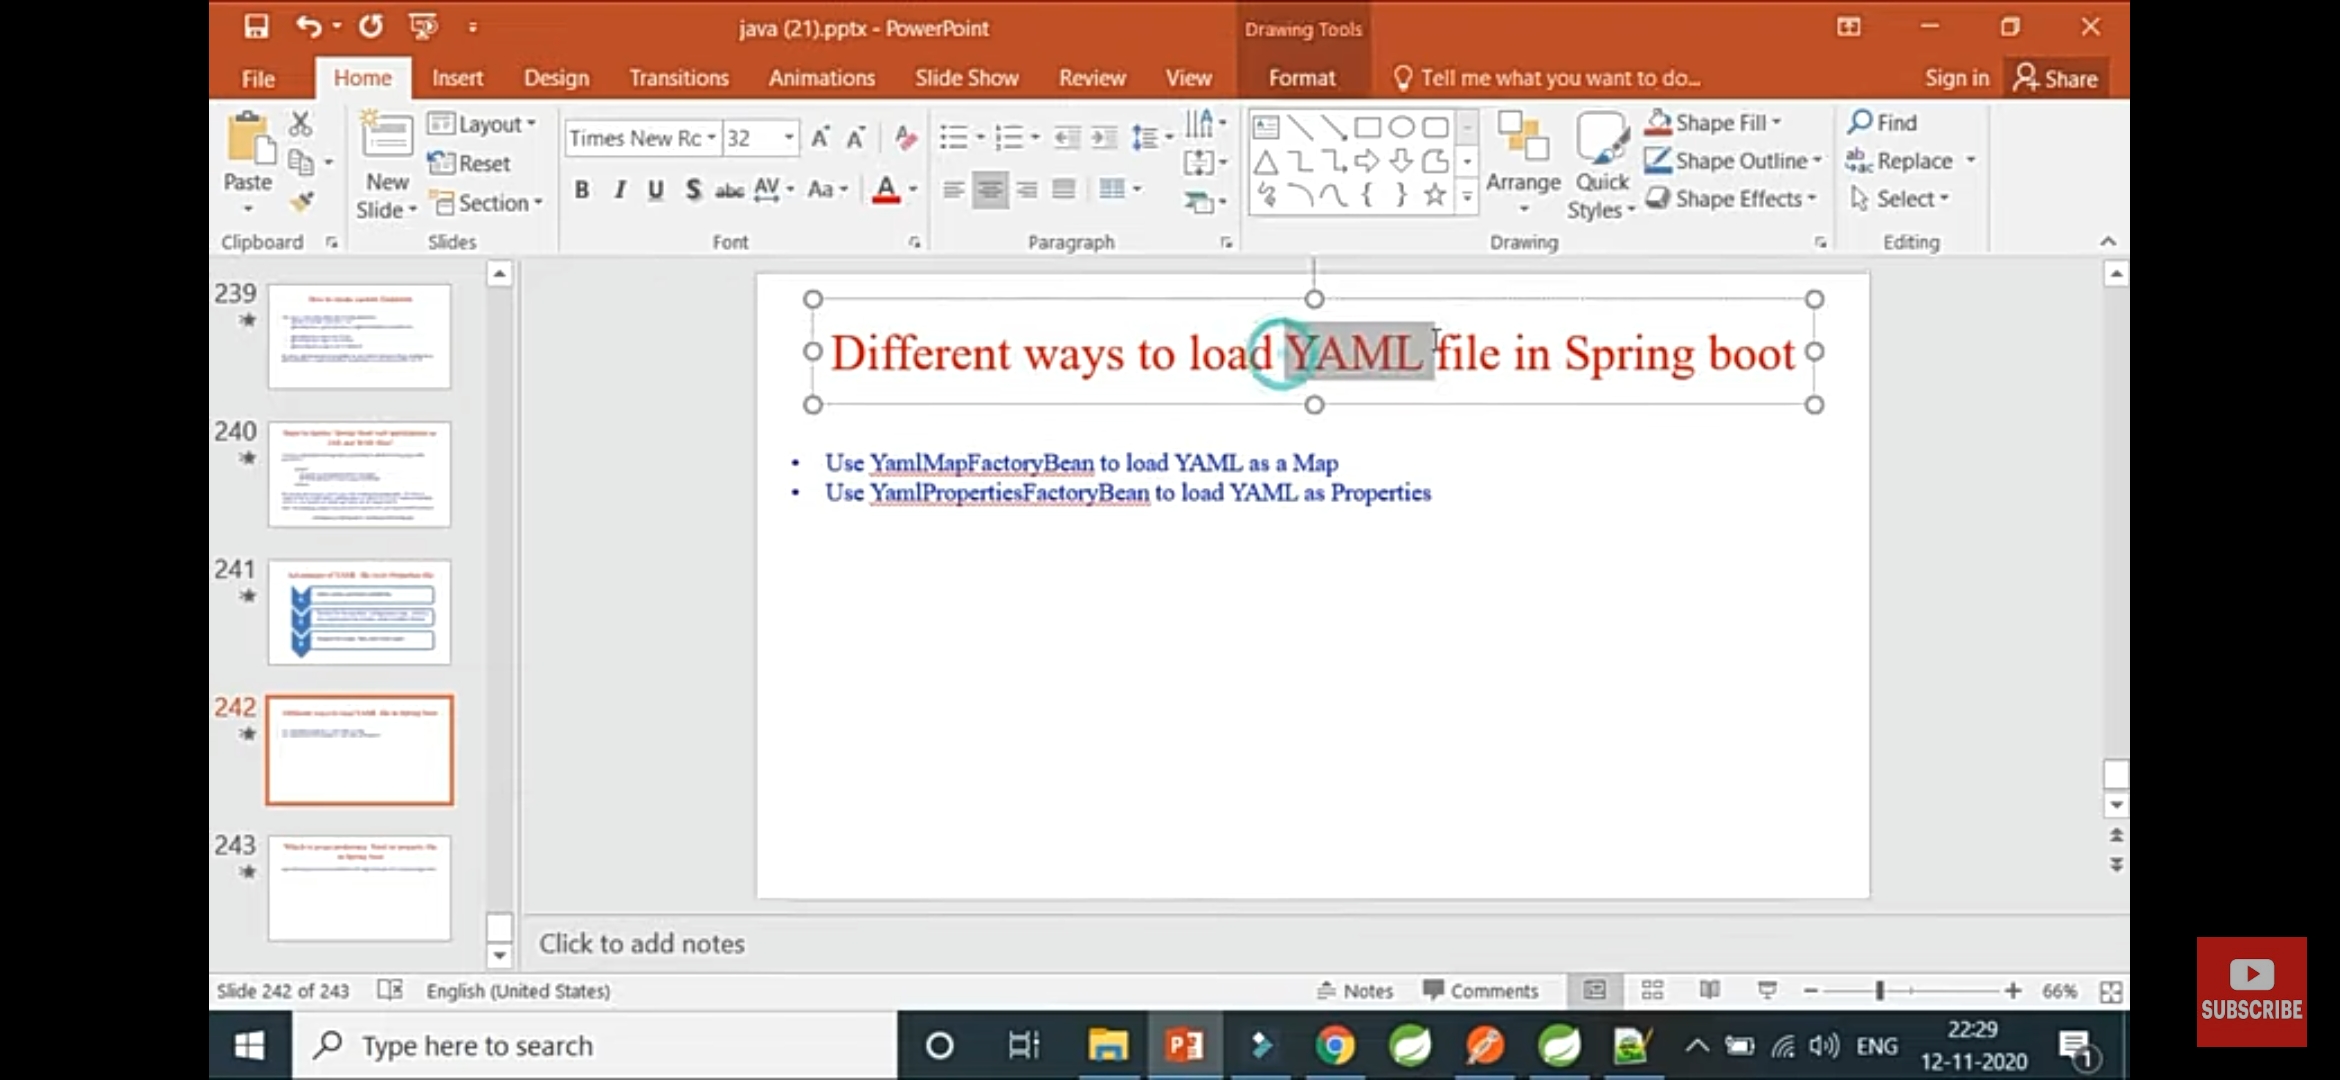 java (21).pptx - PowerPoint
Drawing Tools
File Home Insert Design Transitions Animations Slide Show Review View Format Tell me what you want to do... Sign in Share
Paste
New Slide
Layout
Reset
Section
Times New Rc 32
B I U S abc AV Aa A
Arrange
Quick Styles
Shape Fill
Shape Outline
Shape Effects
Find
Replace
Select
Clipboard Slides Font Paragraph Drawing Editing
239
240
241
242
243
Different ways to load YAML file in Spring boot
• Use YamlMapFactoryBean to load YAML as a Map
• Use YamlPropertiesFactoryBean to load YAML as Properties
Click to add notes
Slide 242 of 243 English (United States) Notes Comments 66%
Type here to search
ENG
22:29
12-11-2020
1
SUBSCRIBE